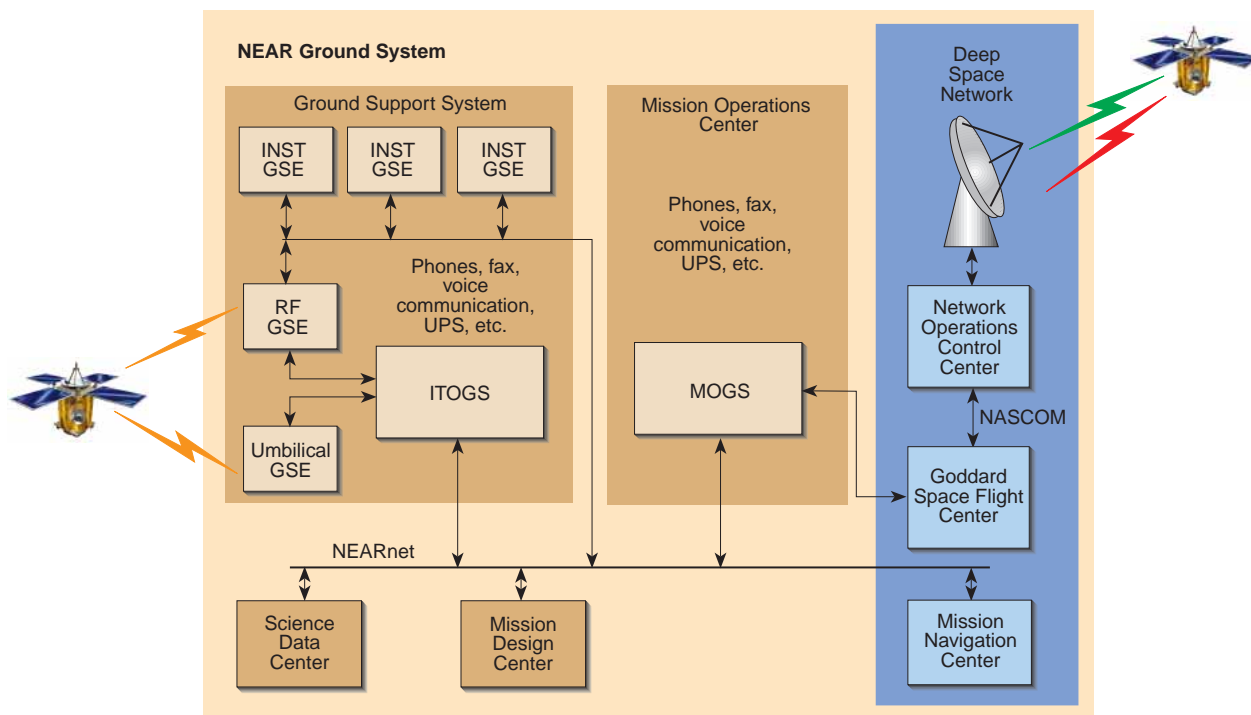 NEAR Ground System
Ground Support System
INST
GSE
INST
GSE
INST
GSE
Phones, fax,
voice
communication,
UPS, etc.
RF
GSE
ITOGS
Umbilical
GSE
Mission Operations
Center
Phones, fax,
voice
communication,
UPS, etc.
MOGS
Deep
Space
Network
Network
Operations
Control
Center
NASCOM
Goddard
Space Flight
Center
NEARnet
Science
Data
Center
Mission
Design
Center
Mission
Navigation
Center